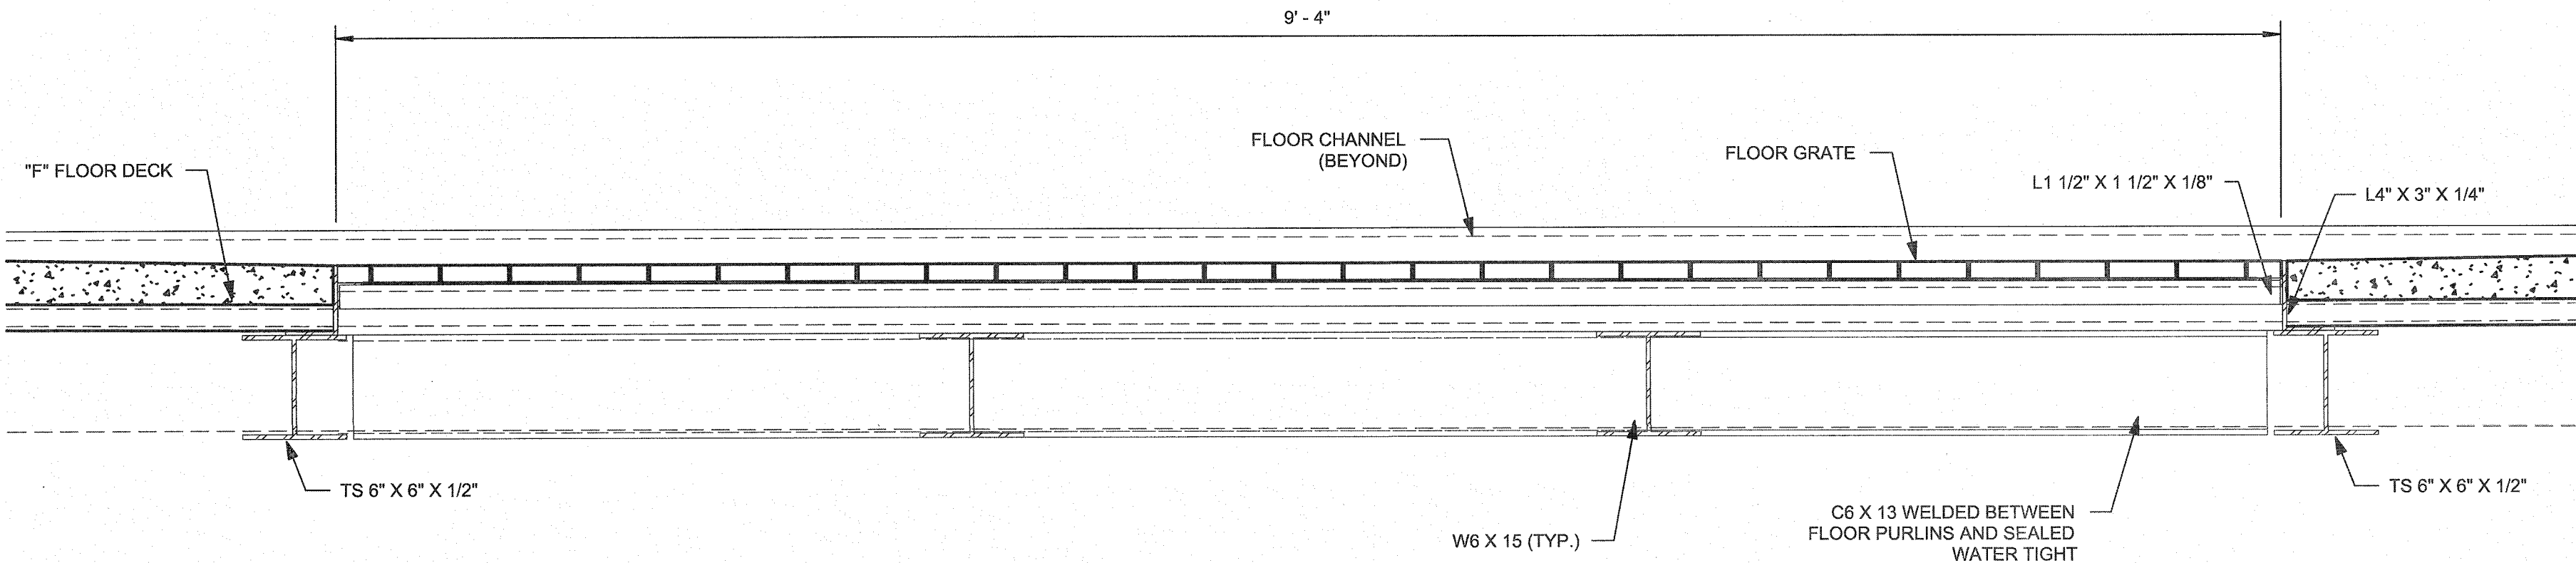 9' - 4"
FLOOR CHANNEL
(BEYOND)
FLOOR GRATE
"F" FLOOR DECK
L1 1/2" X 1 1/2" X 1/8"
L4" X 3" X 1/4"
TS 6" X 6" X 1/2"
TS 6" X 6" X 1/2"
W6 X 15 (TYP.)
C6 X 13 WELDED BETWEEN
FLOOR PURLINS AND SEALED
WATER TIGHT